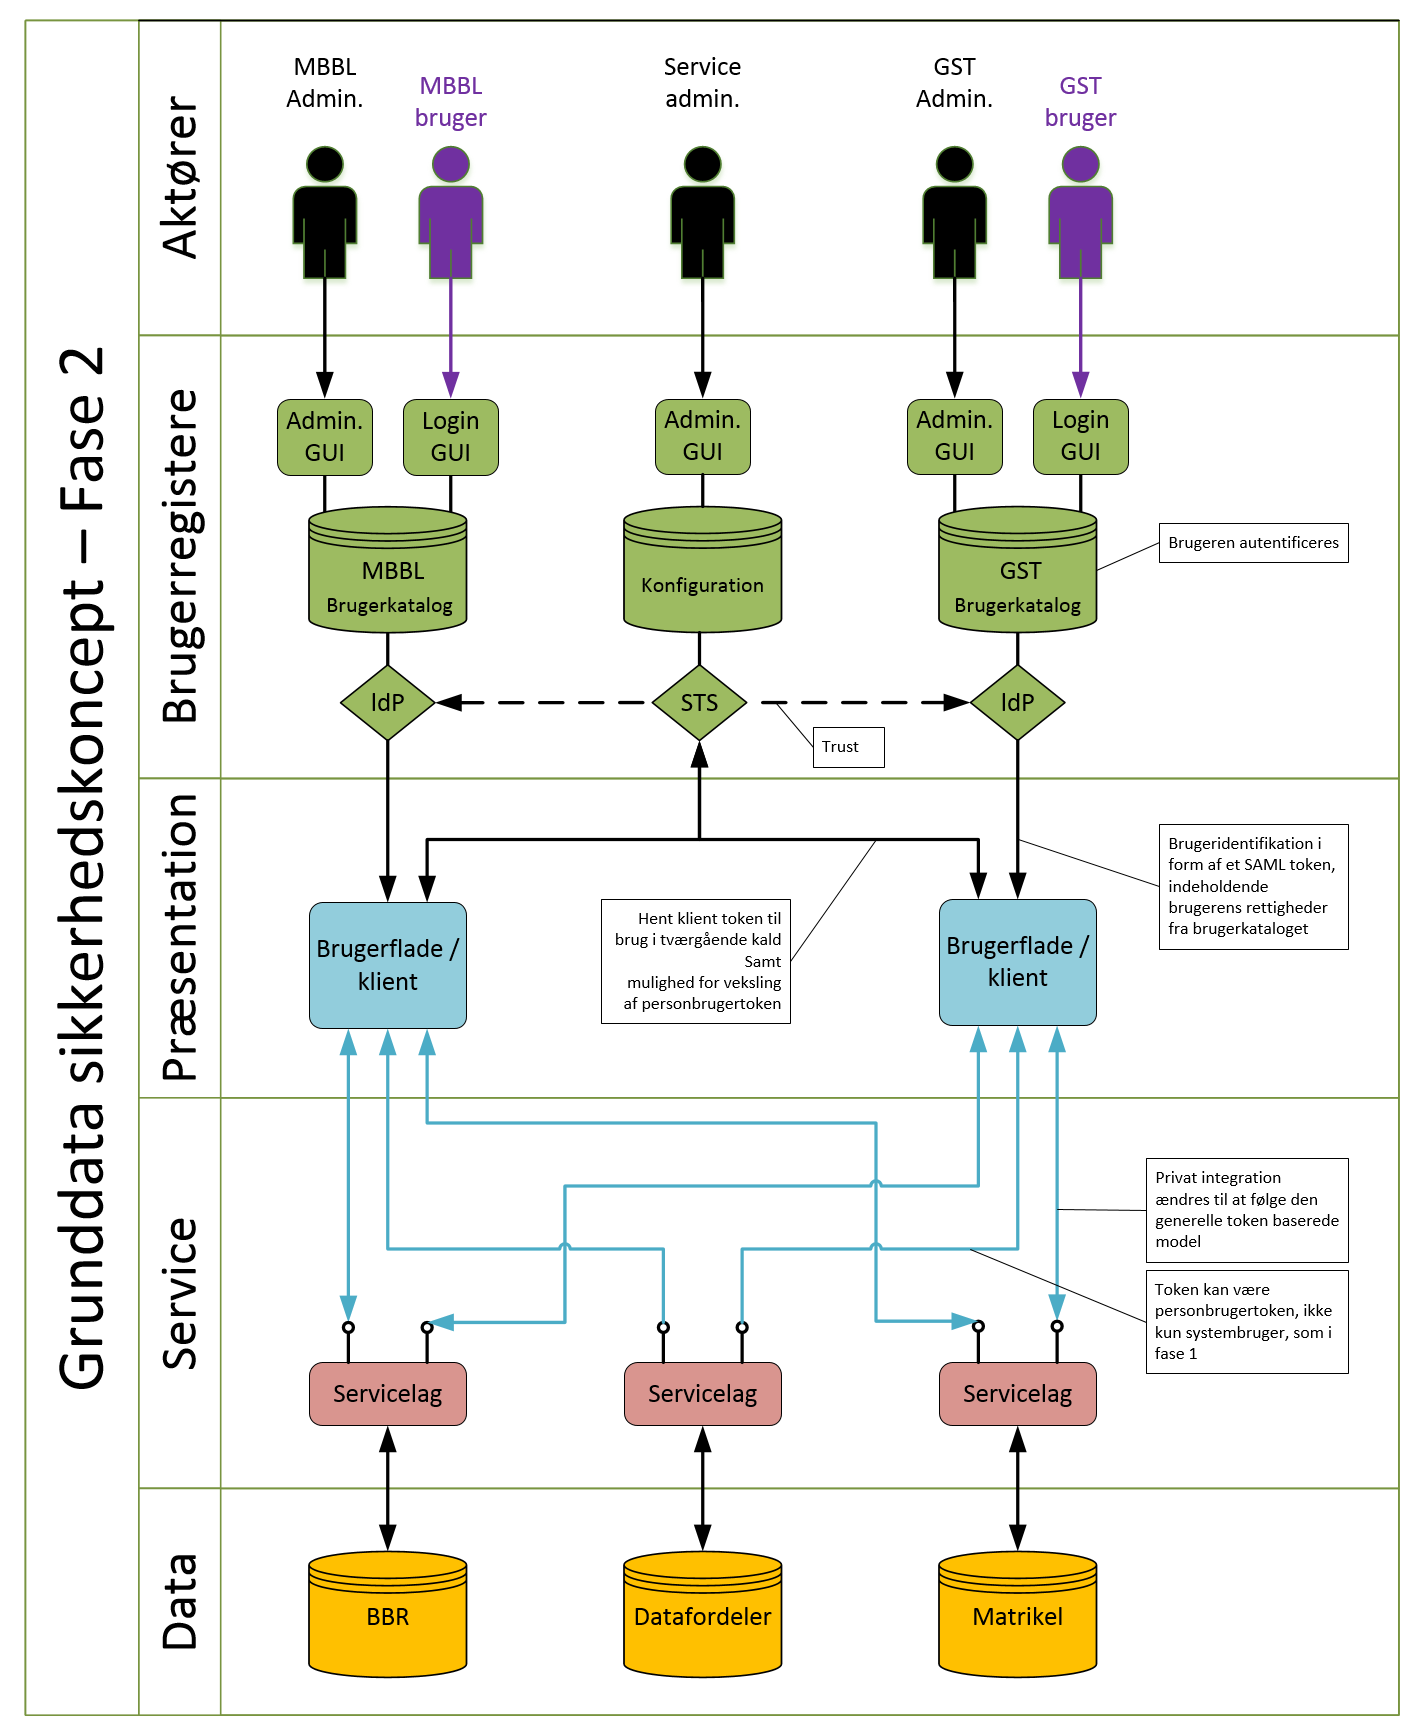 Grunddata sikkerhedskoncept – Fase 2
Aktører
MBBL
Admin.
MBBL
bruger
Service
admin.
GST
Admin.
GST
bruger
Brugerregistere
Admin.
GUI
Login
GUI
Admin.
GUI
Admin.
GUI
Login
GUI
MBBL
Brugerkatalog
Konfiguration
GST
Brugerkatalog
Brugeren autentificeres
IdP
STS
IdP
Trust
Præsentation
Brugerflade /
klient
Hent klient token til
brug i tværgående kald
Samt
mulighed for veksling
af personbrugertoken
Brugerflade /
klient
Brugeridentifikation i
form af et SAML token,
indeholdende
brugerens rettigheder
fra brugerkataloget
Service
Privat integration
ændres til at følge den
generelle token baserede
model
Token kan være
personbrugertoken, ikke
kun systembruger, som i
fase 1
Servicelag
Servicelag
Servicelag
Data
BBR
Datafordeler
Matrikel